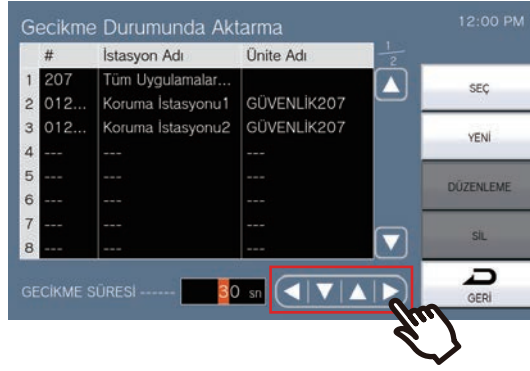 Gecikme Durumunda Aktarma 12:00 PM
# İstasyon Adı Ünite Adı 1/2
1 207 Tüm Uygulamalar...
2 012... Koruma İstasyonu1 GÜVENLİK207
3 012... Koruma İstasyonu2 GÜVENLİK207
4 --- --- ---
5 --- --- ---
6 --- --- ---
7 --- --- ---
8 --- --- ---
GECİKME SÜRESİ ------ 30 sn
SEÇ
YENİ
DÜZENLEME
SİL
GERİ